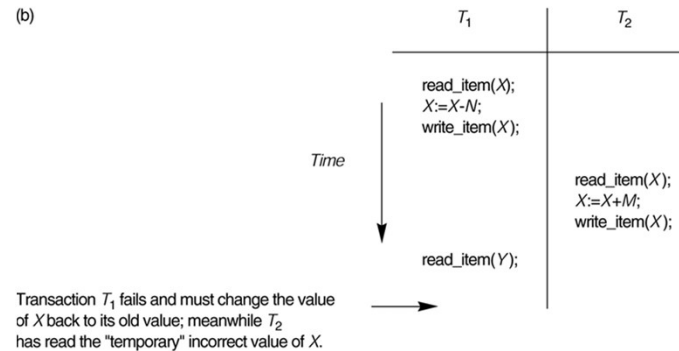 (b)
T1
T2
read_item(X);
X:=X-N;
write_item(X);
Time
read_item(X);
X:=X+M;
write_item(X);
read_item(Y);
Transaction T1 fails and must change the value
of X back to its old value; meanwhile T2
has read the "temporary" incorrect value of X.